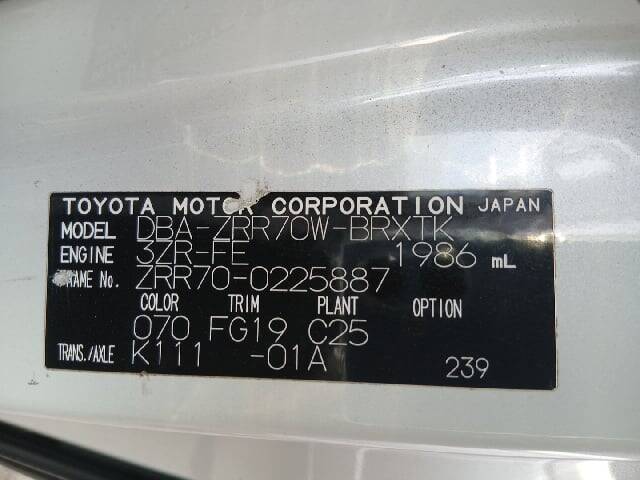 TOYOTA MOTOR CORPORATION JAPAN
MODEL DBA-ZRR70W-BRXTK
ENGINE 3ZR-FE 1986 mL
FRAME No. ZRR70-0225887
COLOR TRIM PLANT OPTION
070 FG19 C25
TRANS./AXLE K111 -01A 239